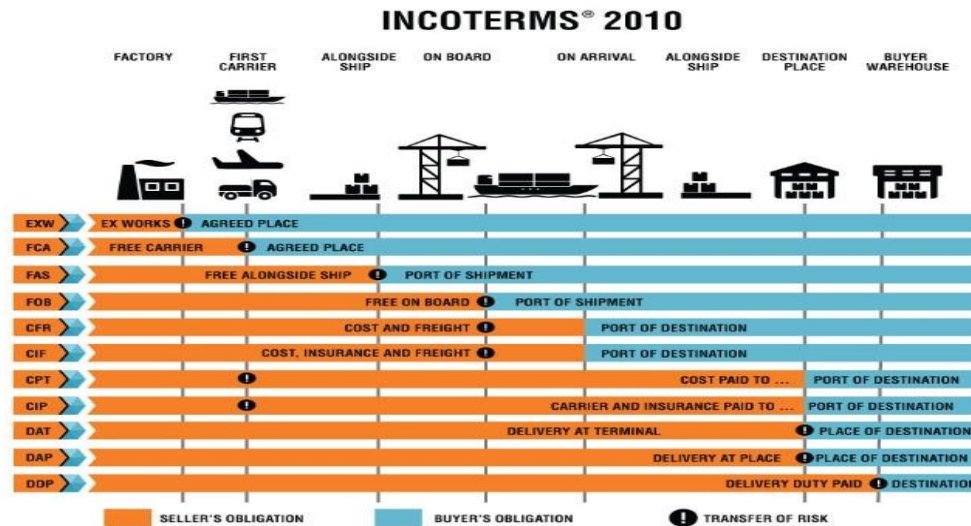 INCOTERMS® 2010
FACTORY
FIRST
CARRIER
ALONGSIDE
SHIP
ON BOARD
ON ARRIVAL
ALONGSIDE
SHIP
DESTINATION
PLACE
BUYER
WAREHOUSE
EXW EX WORKS AGREED PLACE
FCA FREE CARRIER AGREED PLACE
FAS FREE ALONGSIDE SHIP PORT OF SHIPMENT
FOB FREE ON BOARD PORT OF SHIPMENT
CFR COST AND FREIGHT PORT OF DESTINATION
CIF COST, INSURANCE AND FREIGHT PORT OF DESTINATION
CPT COST PAID TO ... PORT OF DESTINATION
CIP CARRIER AND INSURANCE PAID TO ... PORT OF DESTINATION
DAT DELIVERY AT TERMINAL PLACE OF DESTINATION
DAP DELIVERY AT PLACE PLACE OF DESTINATION
DDP DELIVERY DUTY PAID DESTINATION
SELLER'S OBLIGATION BUYER'S OBLIGATION TRANSFER OF RISK